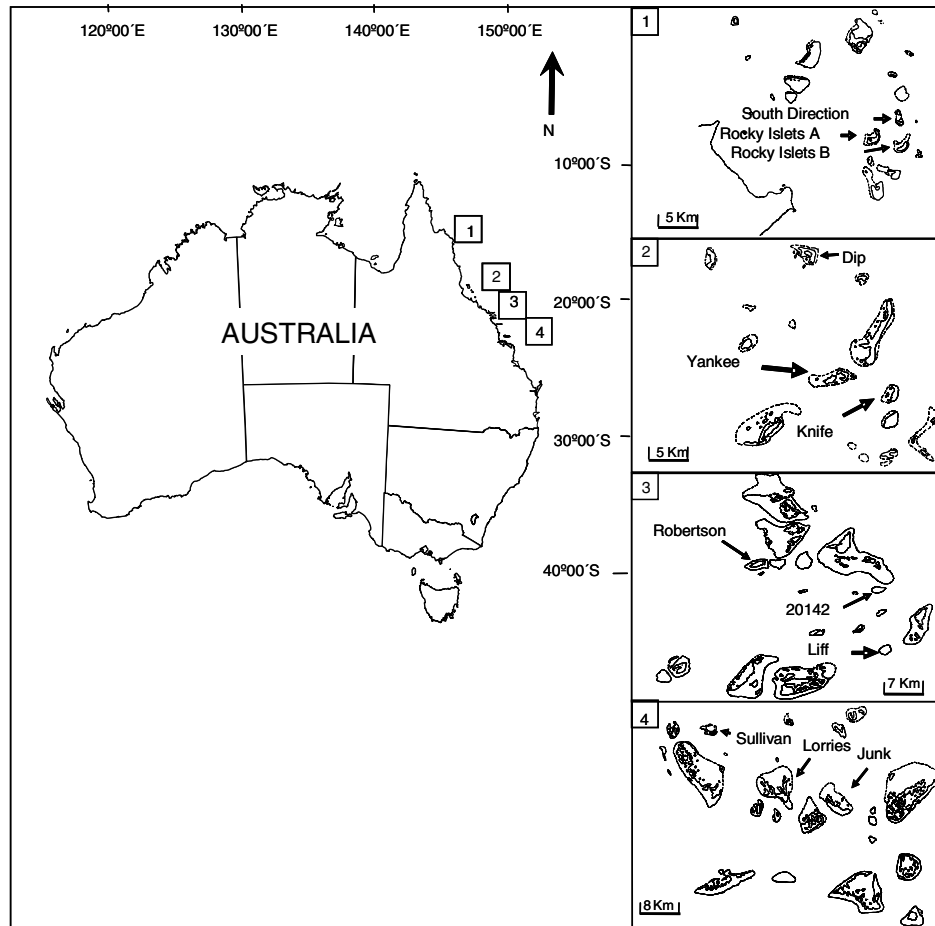 120º00´E 130º00´E 140º00´E 150º00´E
N
10º00´S
20º00´S
30º00´S
40º00´S
AUSTRALIA
1
2
3
4
1
South Direction
Rocky Islets A
Rocky Islets B
5 Km
2
Dip
Yankee
Knife
5 Km
3
Robertson
20142
Liff
7 Km
4
Sullivan
Lorries
Junk
8 Km